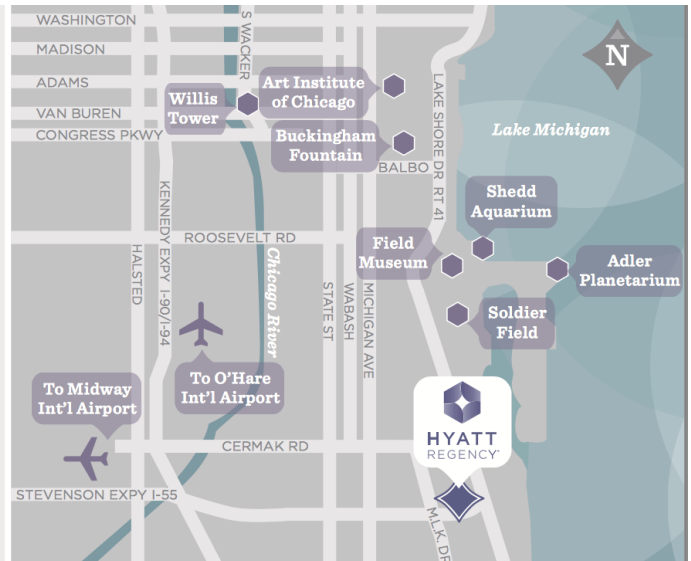 WASHINGTON
MADISON
ADAMS
VAN BUREN
CONGRESS PKWY
S WACKER
Willis
Tower
Art Institute
of Chicago
Buckingham
Fountain
BALBO
LAKE SHORE DR RT 41
N
Lake Michigan
Shedd
Aquarium
Field
Museum
Adler
Planetarium
Soldier
Field
ROOSEVELT RD
KENNEDY EXPY I-90/I-94
HALSTED
Chicago River
STATE ST
WABASH
MICHIGAN AVE
To O'Hare
Int'l Airport
To Midway
Int'l Airport
CERMAK RD
HYATT
REGENCY
STEVENSON EXPY I-55
M.L.K. DR